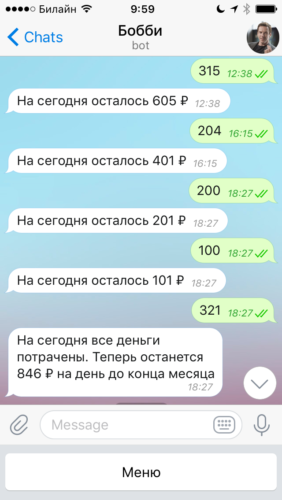 Билайн 9:59
Chats
Бобби
bot
315 12:38
На сегодня осталось 605 ₽ 12:38
204 16:15
На сегодня осталось 401 ₽ 16:15
200 18:27
На сегодня осталось 201 ₽ 18:27
100 18:27
На сегодня осталось 101 ₽ 18:27
321 18:27
На сегодня все деньги
потрачены. Теперь останется
846 ₽ на день до конца месяца
18:27
Message
Меню